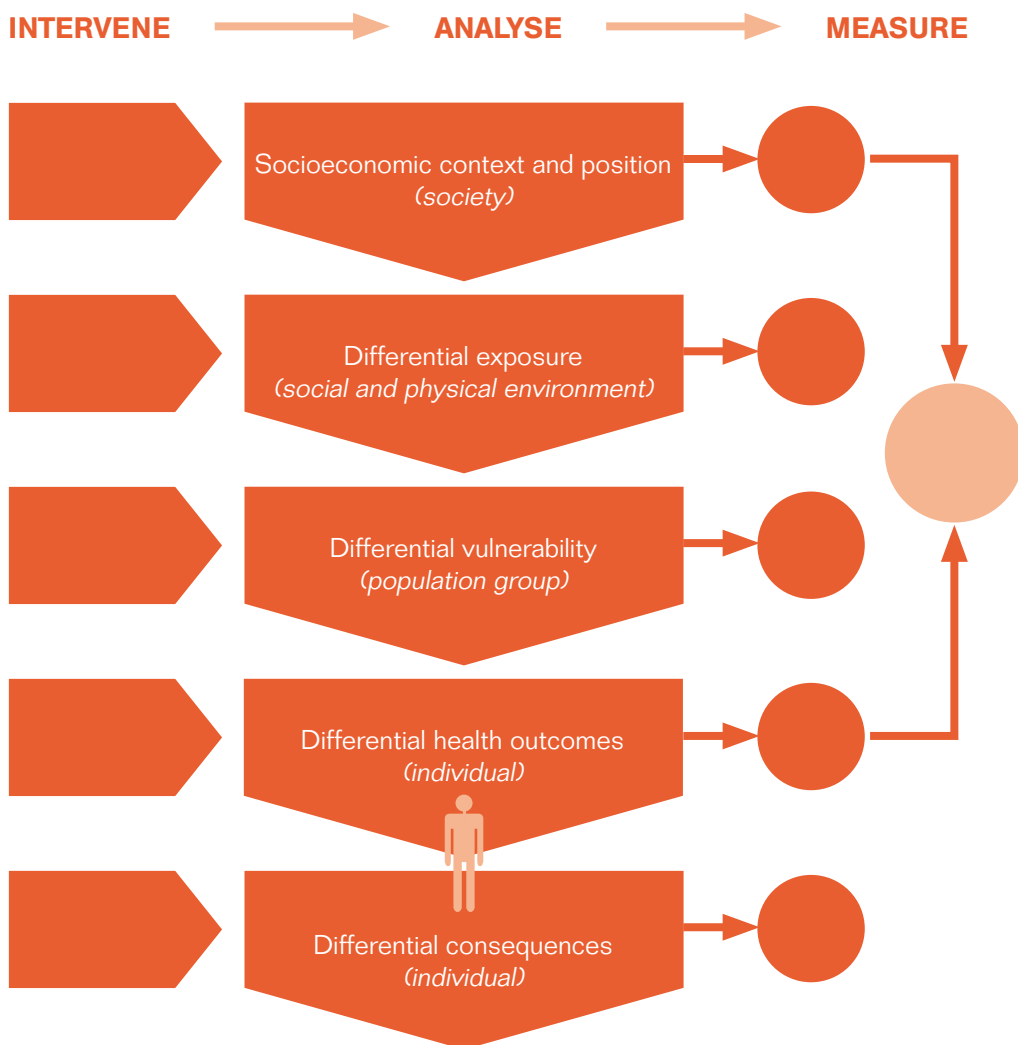 INTERVENE ANALYSE MEASURE
Socioeconomic context and position
(society)
Differential exposure
(social and physical environment)
Differential vulnerability
(population group)
Differential health outcomes
(individual)
Differential consequences
(individual)